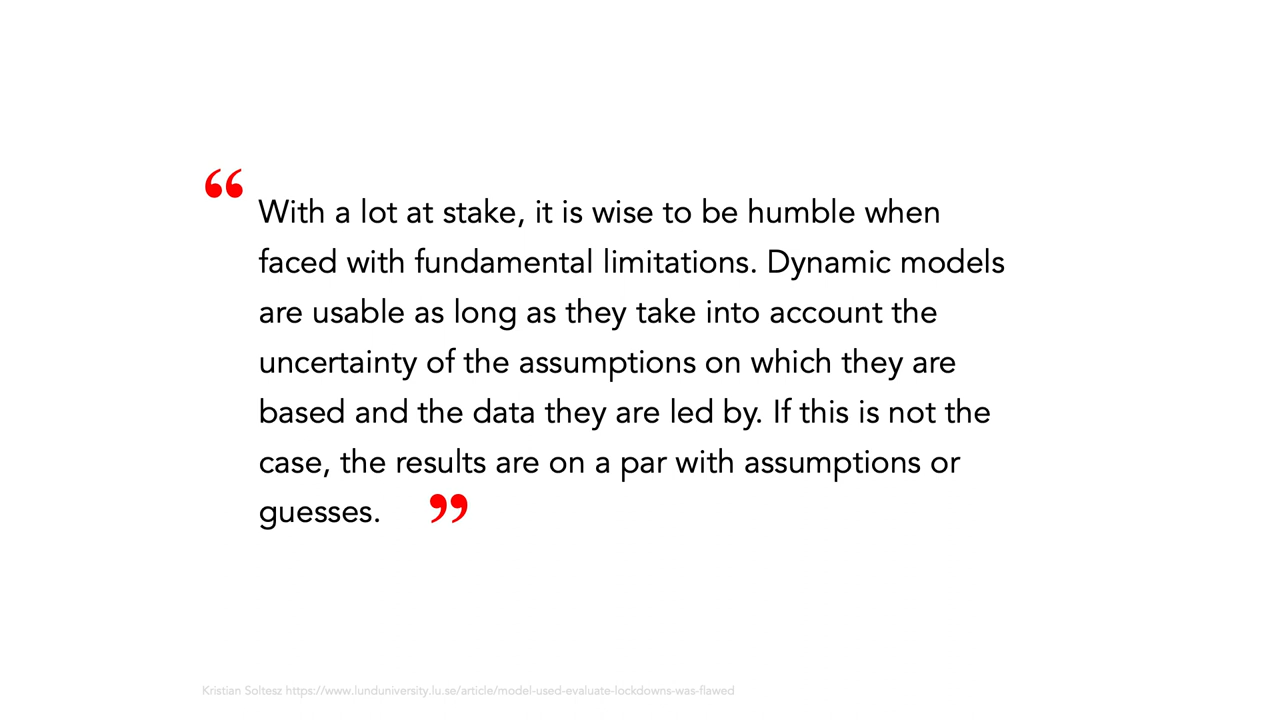 “ With a lot at stake, it is wise to be humble when
faced with fundamental limitations. Dynamic models
are usable as long as they take into account the
uncertainty of the assumptions on which they are
based and the data they are led by. If this is not the
case, the results are on a par with assumptions or
guesses. ”
Kristian Soltesz https://www.lunduniversity.lu.se/article/model-used-evaluate-lockdowns-was-flawed